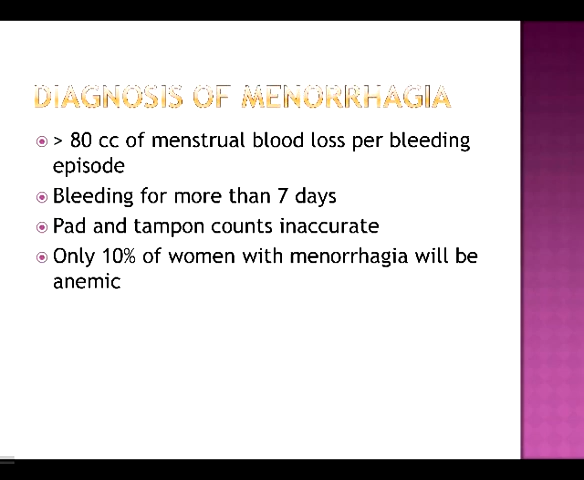 DIAGNOSIS OF MENORRHAGIA
> 80 cc of menstrual blood loss per bleeding
episode
Bleeding for more than 7 days
Pad and tampon counts inaccurate
Only 10% of women with menorrhagia will be
anemic